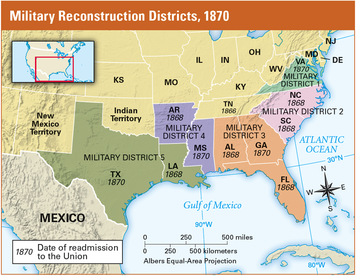 Military Reconstruction Districts, 1870
NJ
OH
MD
DE
IL
IN
WV
VA
1870
MILITARY
DISTRICT 1
KS
MO
KY
NC
1868
MILITARY DISTRICT 2
SC
1868
TN
1866
New
Mexico
Territory
Indian
Territory
AR
1868
MILITARY
DISTRICT 4
MILITARY
DISTRICT 3
MS
1870
AL
1868
GA
1870
ATLANTIC
OCEAN
30°N
MILITARY DISTRICT 5
TX
1870
LA
1868
FL
1868
N
W
E
S
MEXICO
Gulf of Mexico
90°W
0 250 500 miles
0 250 500 kilometers
Albers Equal-Area Projection
80°W
1870 Date of readmission
to the Union